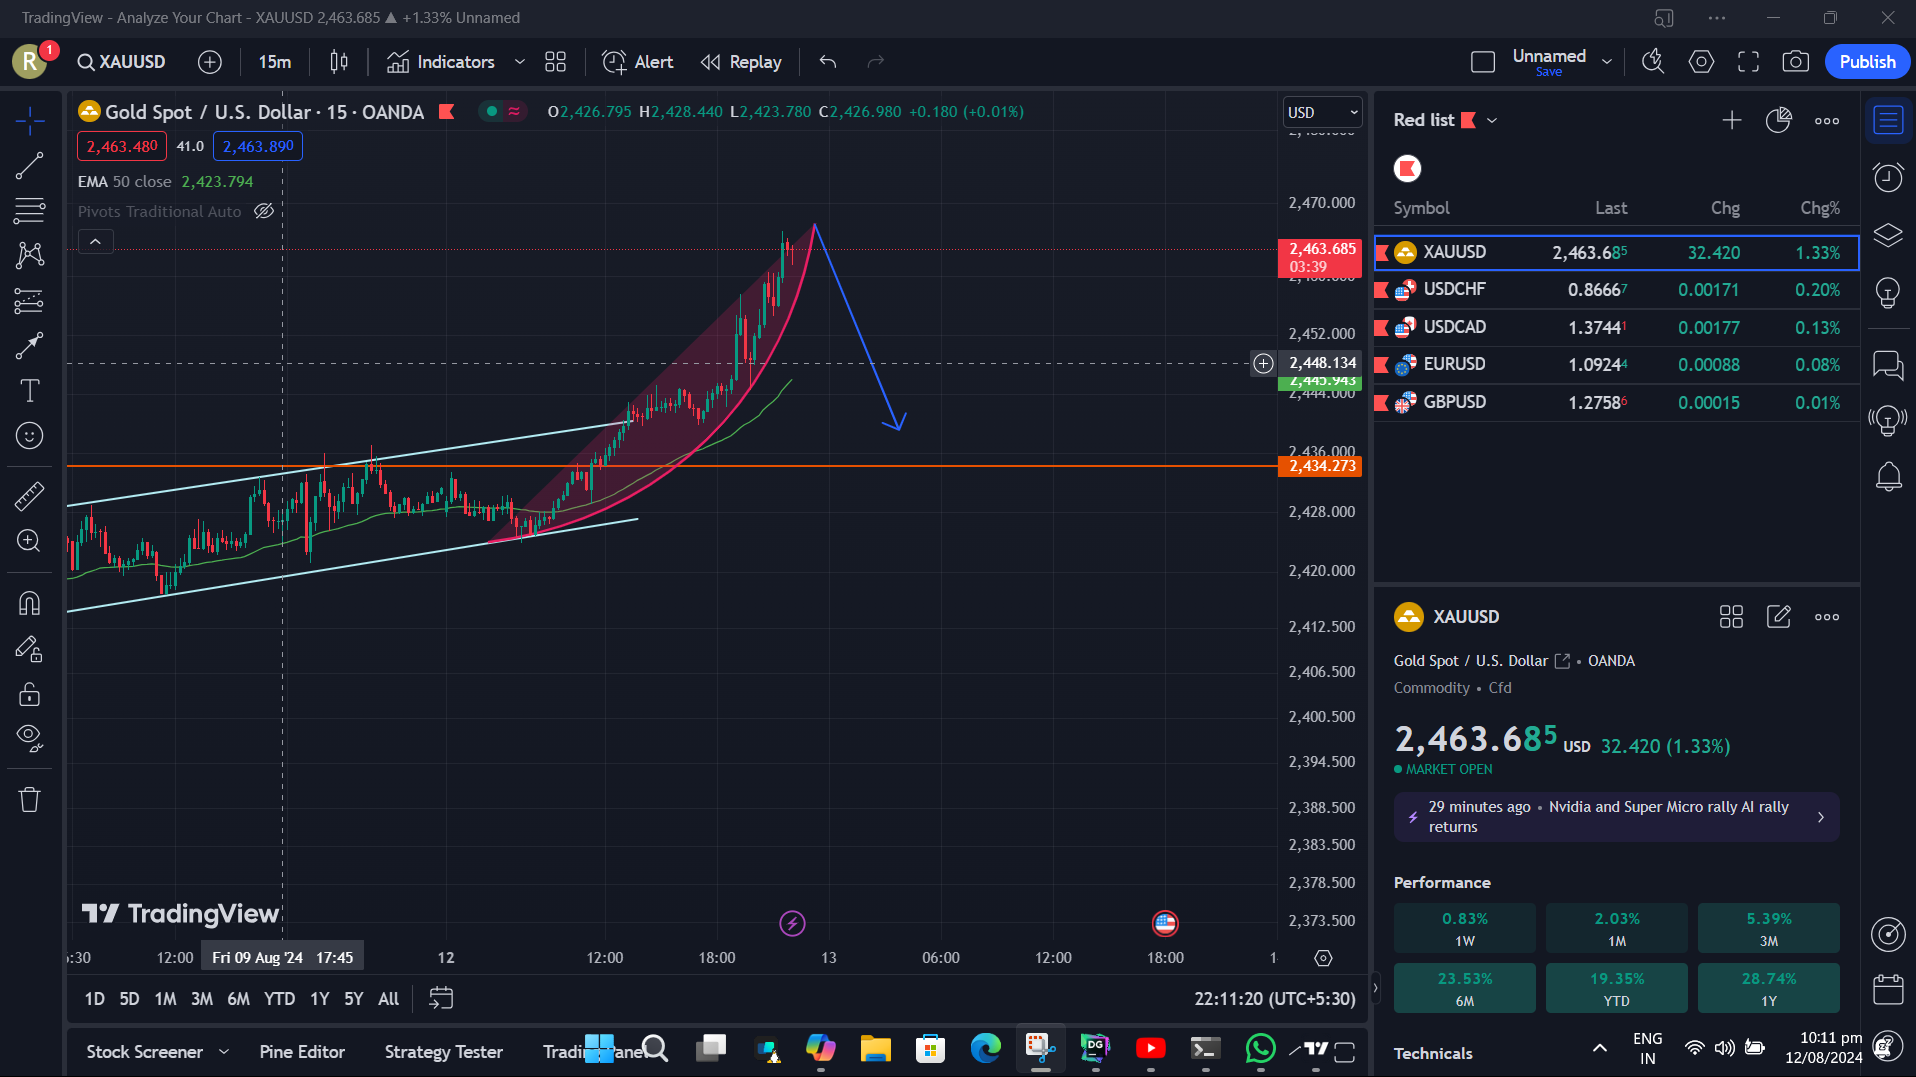 TradingView - Analyze Your Chart - XAUUSD 2,463.685 ▲ +1.33% Unnamed
R 1 XAUUSD 15m Indicators Alert Replay Unnamed Save Publish
Gold Spot / U.S. Dollar · 15 · OANDA O2,426.795 H2,428.440 L2,423.780 C2,426.980 +0.180 (+0.01%) USD
2,463.480 41.0 2,463.890
EMA 50 close 2,423.794
Pivots Traditional Auto
2,470.000
2,463.685
03:39
2,452.000
2,448.134
2,445.943
2,444.000
2,436.000
2,434.273
2,428.000
2,420.000
2,412.500
2,406.500
2,400.500
2,394.500
2,388.500
2,383.500
2,378.500
2,373.500
TradingView
:30 12:00 Fri 09 Aug '24 17:45 12 12:00 18:00 13 06:00 12:00 18:00 1
1D 5D 1M 3M 6M YTD 1Y 5Y All 22:11:20 (UTC+5:30)
Stock Screener Pine Editor Strategy Tester
Red list
Symbol Last Chg Chg%
XAUUSD 2,463.685 32.420 1.33%
USDCHF 0.86667 0.00171 0.20%
USDCAD 1.37441 0.00177 0.13%
EURUSD 1.09244 0.00088 0.08%
GBPUSD 1.27586 0.00015 0.01%
XAUUSD
Gold Spot / U.S. Dollar • OANDA
Commodity • Cfd
2,463.685 USD 32.420 (1.33%)
MARKET OPEN
29 minutes ago • Nvidia and Super Micro rally AI rally
returns
Performance
0.83% 2.03% 5.39%
1W 1M 3M
23.53% 19.35% 28.74%
6M YTD 1Y
Technicals
DG
ENG
IN
10:11 pm
12/08/2024